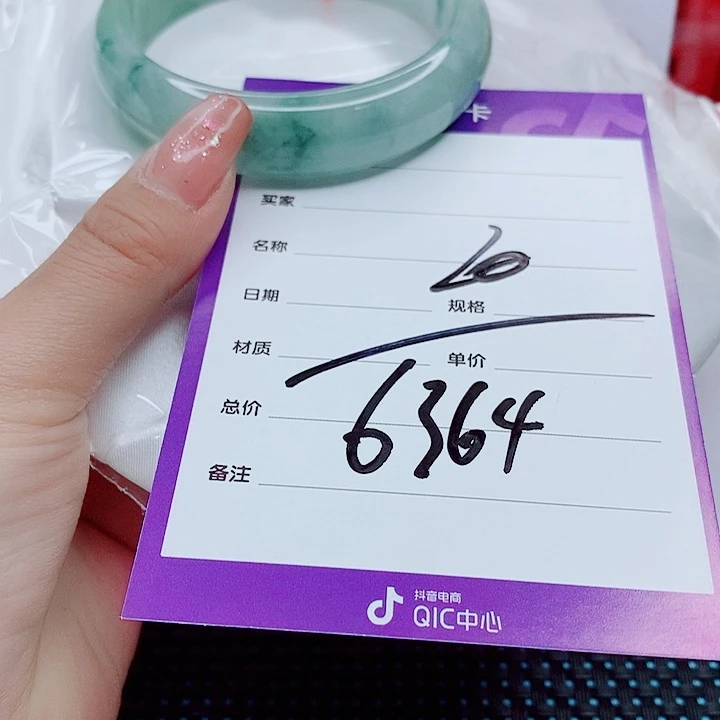 卡
买家
名称
日期 规格
材质 单价
总价
6364
备注
抖音电商
QIC中心